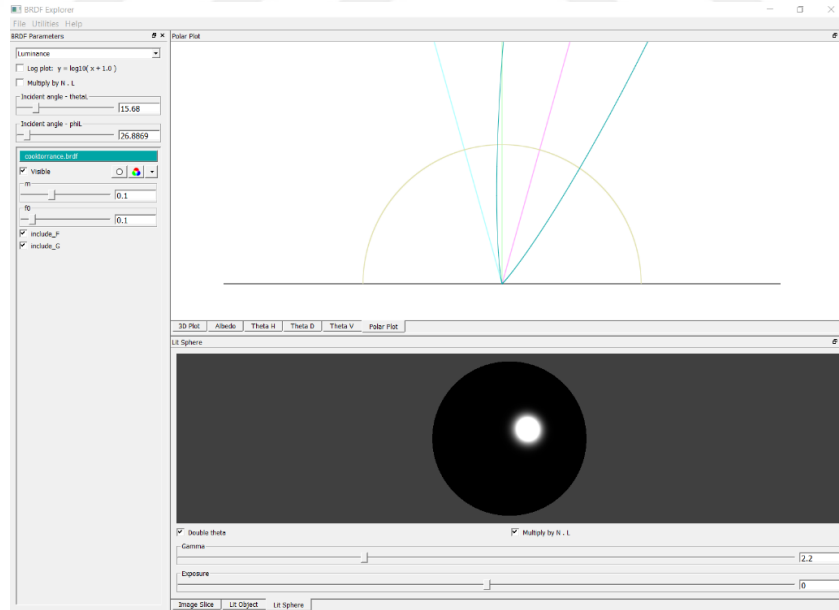 BRDF Explorer
File Utilities Help
BRDF Parameters
Luminance
Log plot: y = log10( x + 1.0 )
Multiply by N . L
Incident angle - thetaL
15.68
Incident angle - phiL
26.8869
cooktorrance.brdf
Visible
m
0.1
f0
0.1
include_F
include_G
Polar Plot
3D Plot Albedo Theta H Theta D Theta V Polar Plot
Lit Sphere
Double theta Multiply by N . L
Gamma
2.2
Exposure
0
Image Slice Lit Object Lit Sphere